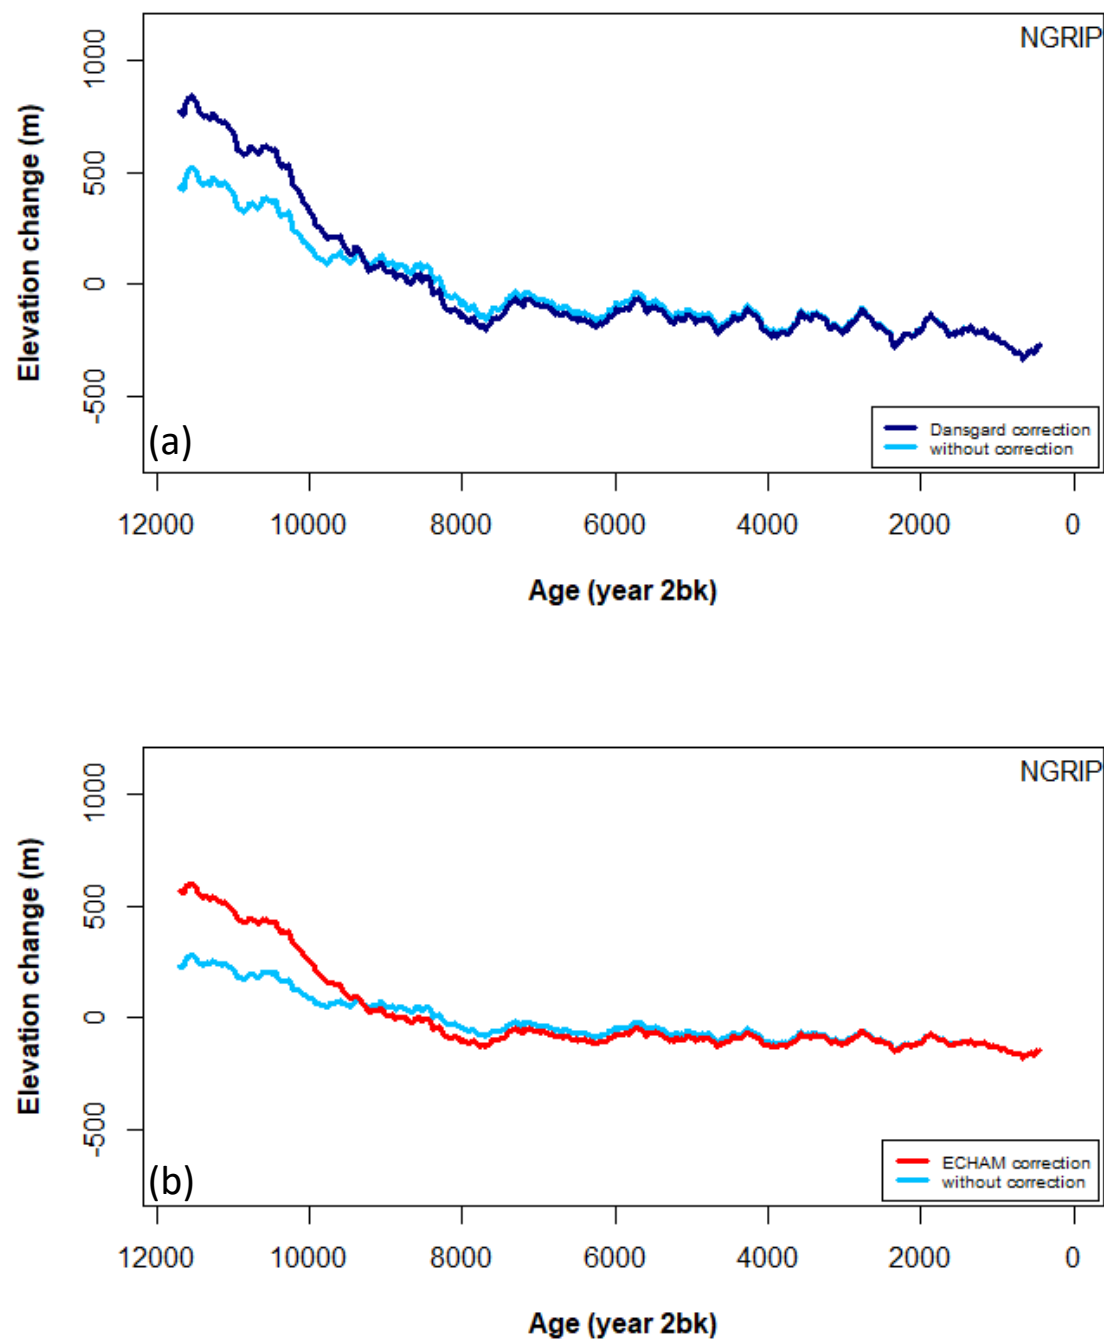 NGRIP
Elevation change (m)
1000
500
0
-500
(a)
Dansgard correction
without correction
12000 10000 8000 6000 4000 2000 0
Age (year 2bk)
NGRIP
Elevation change (m)
1000
500
0
-500
(b)
ECHAM correction
without correction
12000 10000 8000 6000 4000 2000 0
Age (year 2bk)